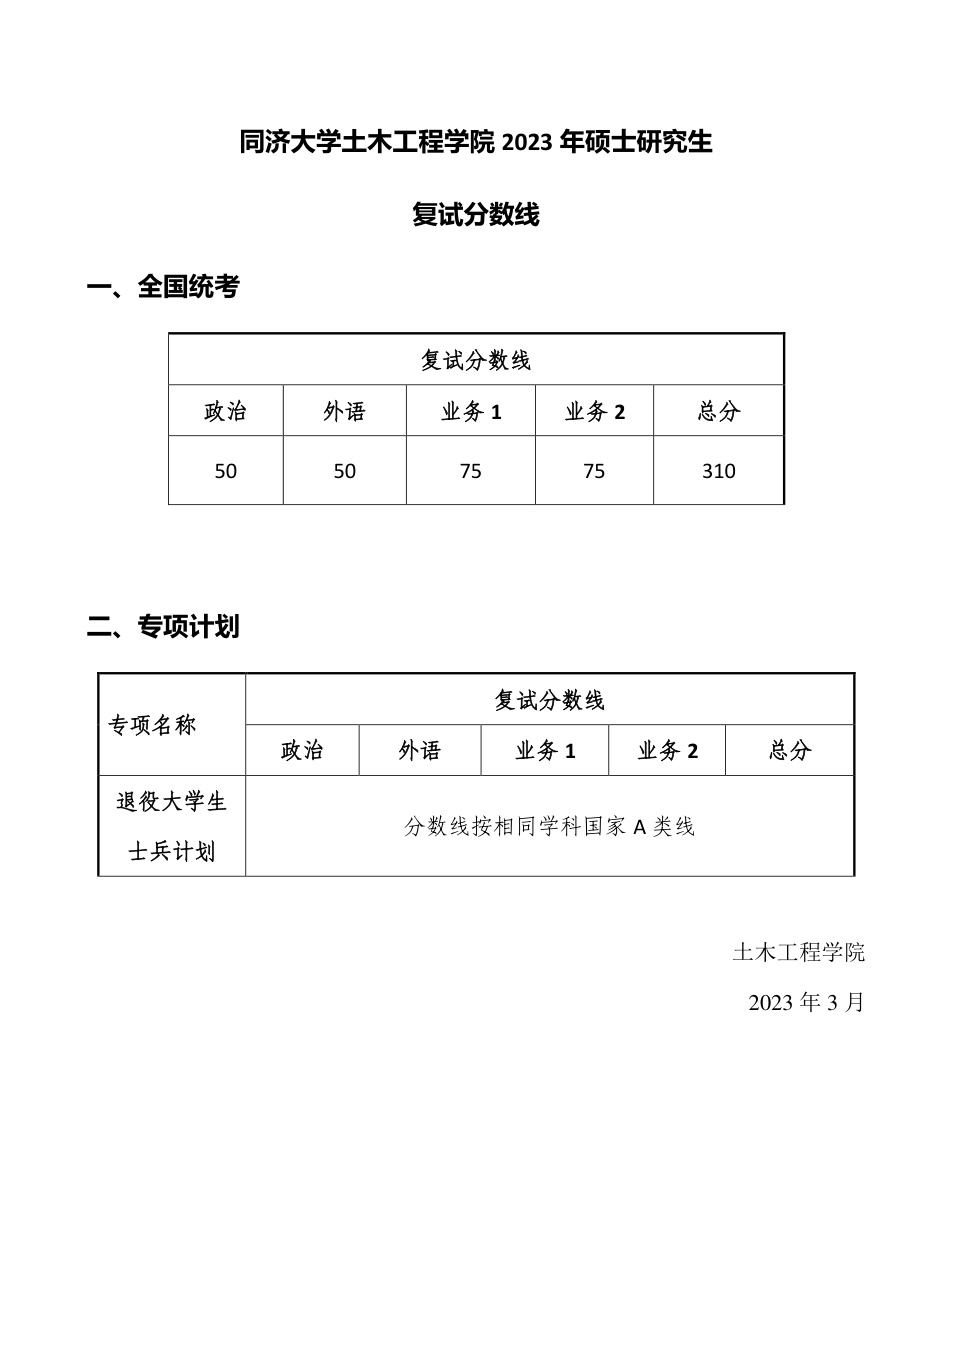 同济大学土木工程学院 2023 年硕士研究生
复试分数线
一、全国统考
复试分数线
政治 外语 业务 1 业务 2 总分
50 50 75 75 310
二、专项计划
专项名称
复试分数线
政治 外语 业务 1 业务 2 总分
退役大学生
士兵计划
分数线按相同学科国家 A 类线
土木工程学院
2023 年 3 月